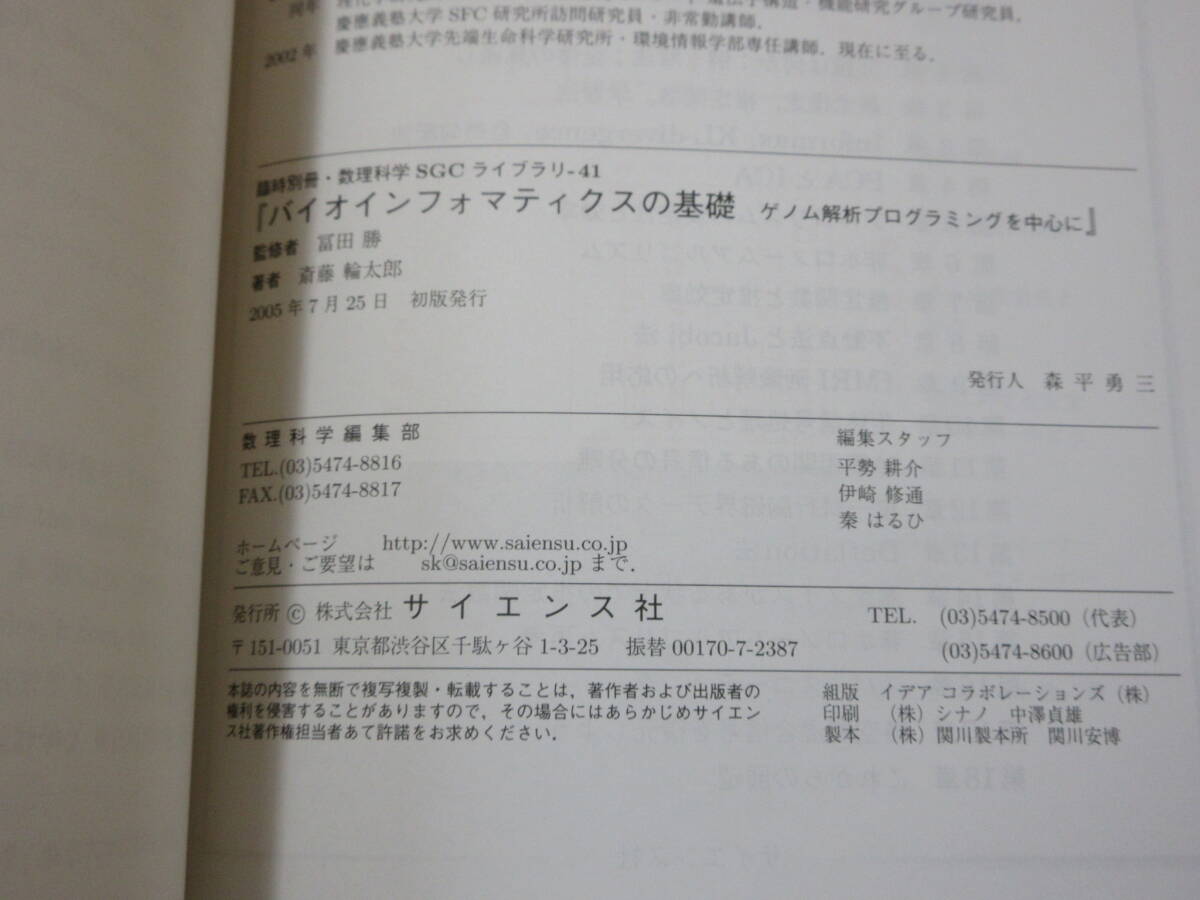 同年
慶應義塾大学 SFC 研究所訪問研究員・非常勤講師．
2002 年 慶應義塾大学先端生命科学研究所・環境情報学部専任講師．現在に至る．
臨時別冊・数理科学 SGC ライブラリ-41
『バイオインフォマティクスの基礎 ゲノム解析プログラミングを中心に』
監修者 冨田 勝
著者 斎藤 輪太郎
2005 年 7 月 25 日 初版発行
発行人 森 平 勇 三
数理科学編集部
TEL.(03)5474-8816
FAX.(03)5474-8817
編集スタッフ
平勢 耕介
伊崎 修通
秦 はるひ
ホームページ http://www.saiensu.co.jp
ご意見・ご要望は sk@saiensu.co.jp まで．
発行所 © 株式会社 サイエンス社
TEL. (03)5474-8500（代表）
〒151-0051 東京都渋谷区千駄ヶ谷 1-3-25 振替 00170-7-2387
(03)5474-8600（広告部）
本誌の内容を無断で複写複製・転載することは，著作者および出版者の
権利を侵害することがありますので，その場合にはあらかじめサイエン
ス社著作権担当者あて許諾をお求めください．
組版 イデア コラボレーションズ（株）
印刷 （株）シナノ 中澤貞雄
製本 （株）関川製本所 関川安博